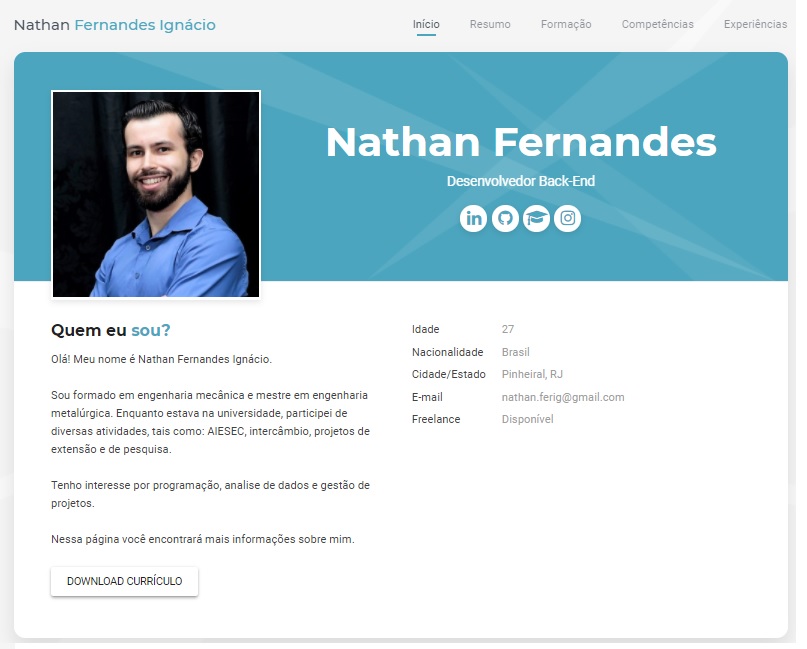 Nathan Fernandes Ignácio
Início Resumo Formação Competências Experiências
Nathan Fernandes
Desenvolvedor Back-End
in
Quem eu sou?
Olá! Meu nome é Nathan Fernandes Ignácio.
Sou formado em engenharia mecânica e mestre em engenharia
metalúrgica. Enquanto estava na universidade, participei de
diversas atividades, tais como: AIESEC, intercâmbio, projetos de
extensão e de pesquisa.
Tenho interesse por programação, analise de dados e gestão de
projetos.
Nessa página você encontrará mais informações sobre mim.
DOWNLOAD CURRÍCULO
Idade 27
Nacionalidade Brasil
Cidade/Estado Pinheiral, RJ
E-mail nathan.ferig@gmail.com
Freelance Disponível